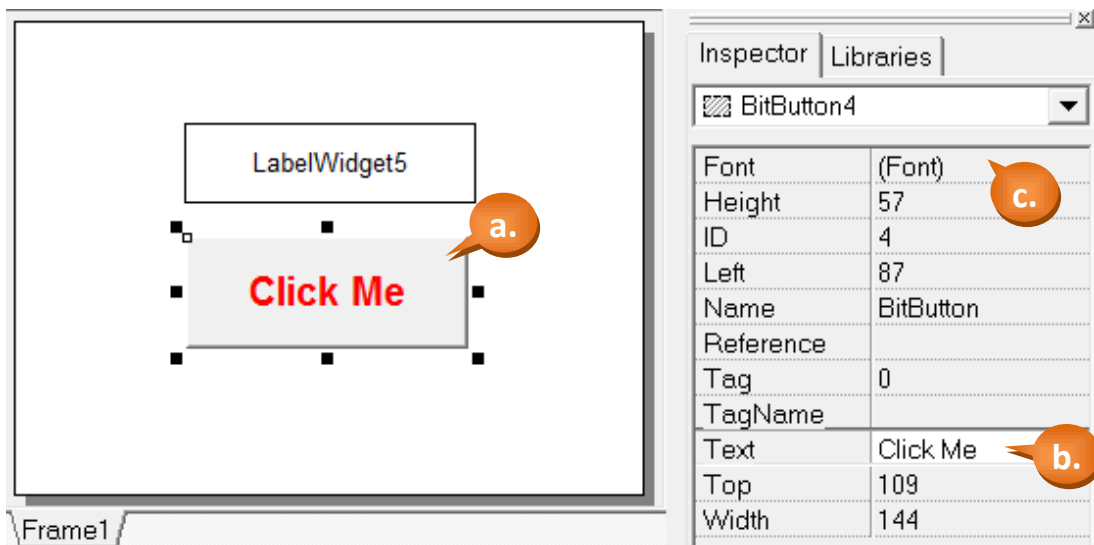 LabelWidget5
a.
Click Me
Frame1
Inspector Libraries
BitButton4
Font (Font)
c.
Height 57
ID 4
Left 87
Name BitButton
Reference
Tag 0
TagName
Text Click Me
b.
Top 109
Width 144